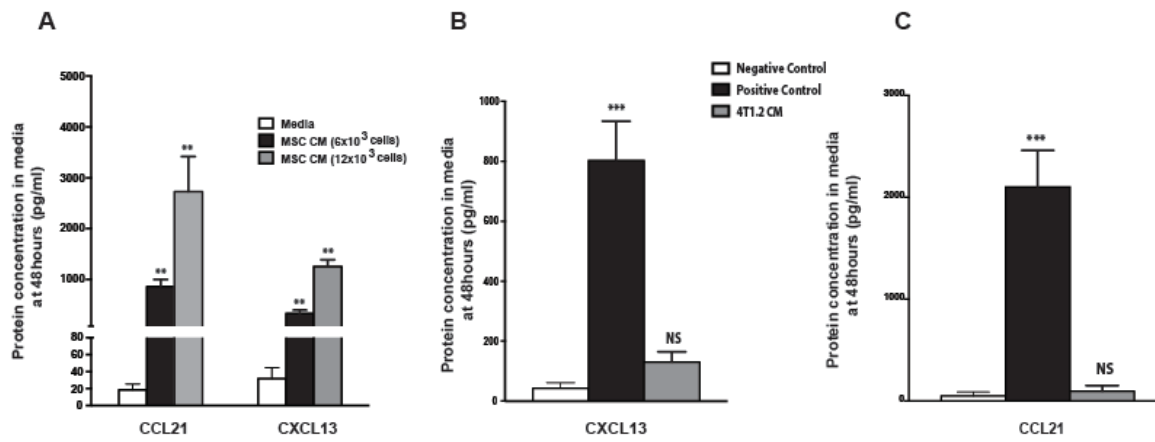 A
Protein concentration in media
at 48hours (pg/ml)
5000
4000
3000
2000
1000
80
60
40
20
0
Media
MSC CM (6x10³ cells)
MSC CM (12x10³ cells)
**
**
**
**
CCL21
CXCL13
B
Protein concentration in media
at 48hours (pg/ml)
1000
800
600
400
200
0
Negative Control
Positive Control
4T1.2 CM
***
NS
CXCL13
C
Protein concentration in media
at 48hours (pg/ml)
3000
2000
1000
0
***
NS
CCL21